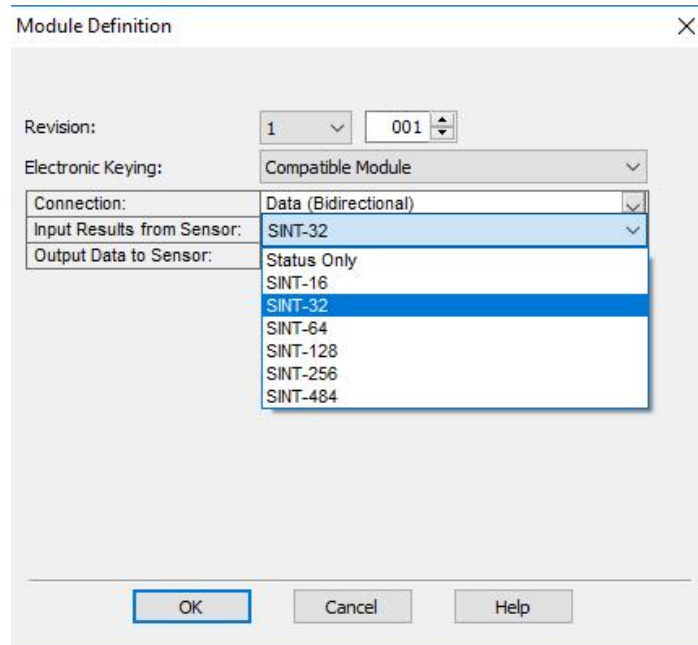 Module Definition
Revision: 1 001
Electronic Keying: Compatible Module
Connection: Data (Bidirectional)
Input Results from Sensor: SINT-32
Output Data to Sensor:
Status Only
SINT-16
SINT-32
SINT-64
SINT-128
SINT-256
SINT-484
OK Cancel Help